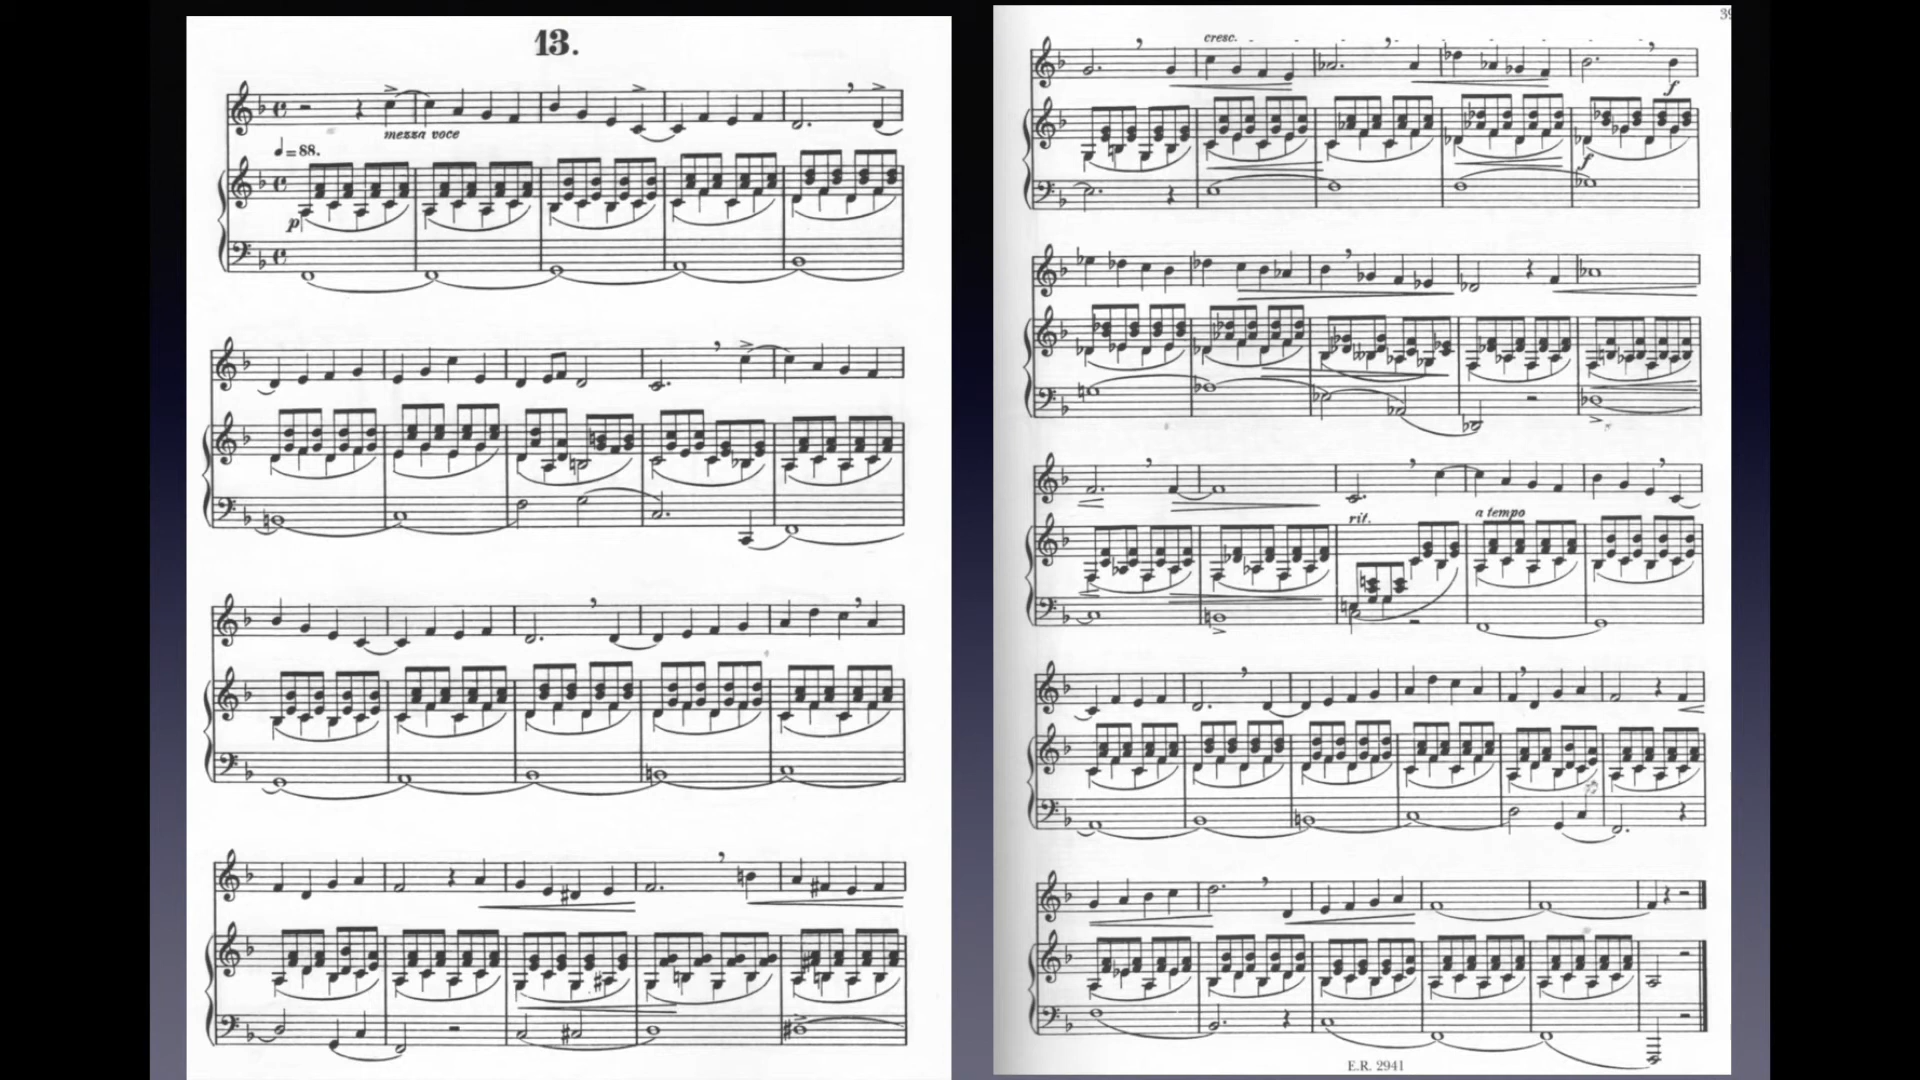 13.
mezza voce
♩=88.
p
39
cresc.
f
f
rit.
a tempo
E.R. 2941